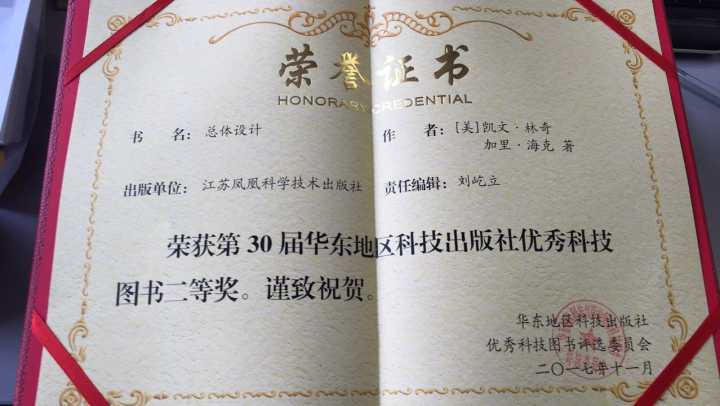 荣誉证书
HONORARY CREDENTIAL
书 名：总体设计
作 者：[美]凯文·林奇
加里·海克 著
出版单位：江苏凤凰科学技术出版社
责任编辑：刘屹立
荣获第30届华东地区科技出版社优秀科技
图书二等奖。谨致祝贺。
华东地区科技出版社
优秀科技图书评选委员会
二〇一七年十一月